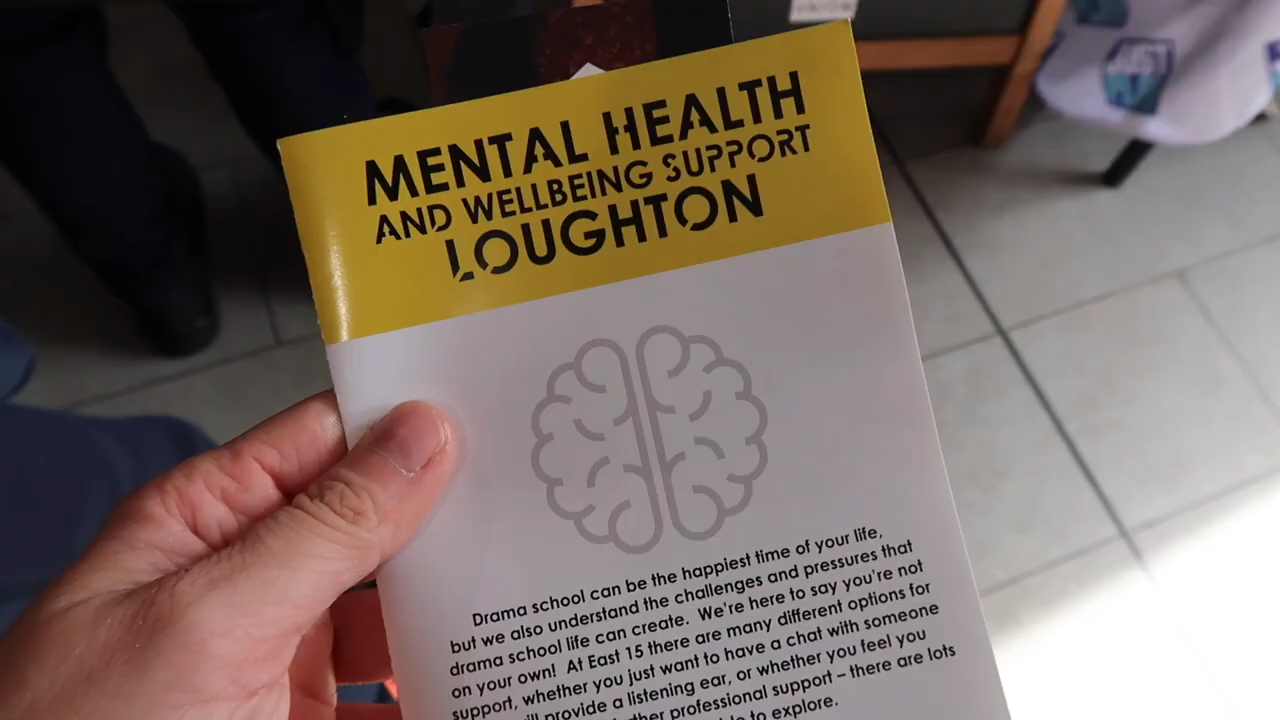 MENTAL HEALTH
AND WELLBEING SUPPORT
LOUGHTON
Drama school can be the happiest time of your life,
but we also understand the challenges and pressures that
drama school life can create. We're here to say you're not
on your own! At East 15 there are many different options for
support, whether you just want to have a chat with someone
provide a listening ear, or whether you feel you
professional support – there are lots
to explore.
JUST